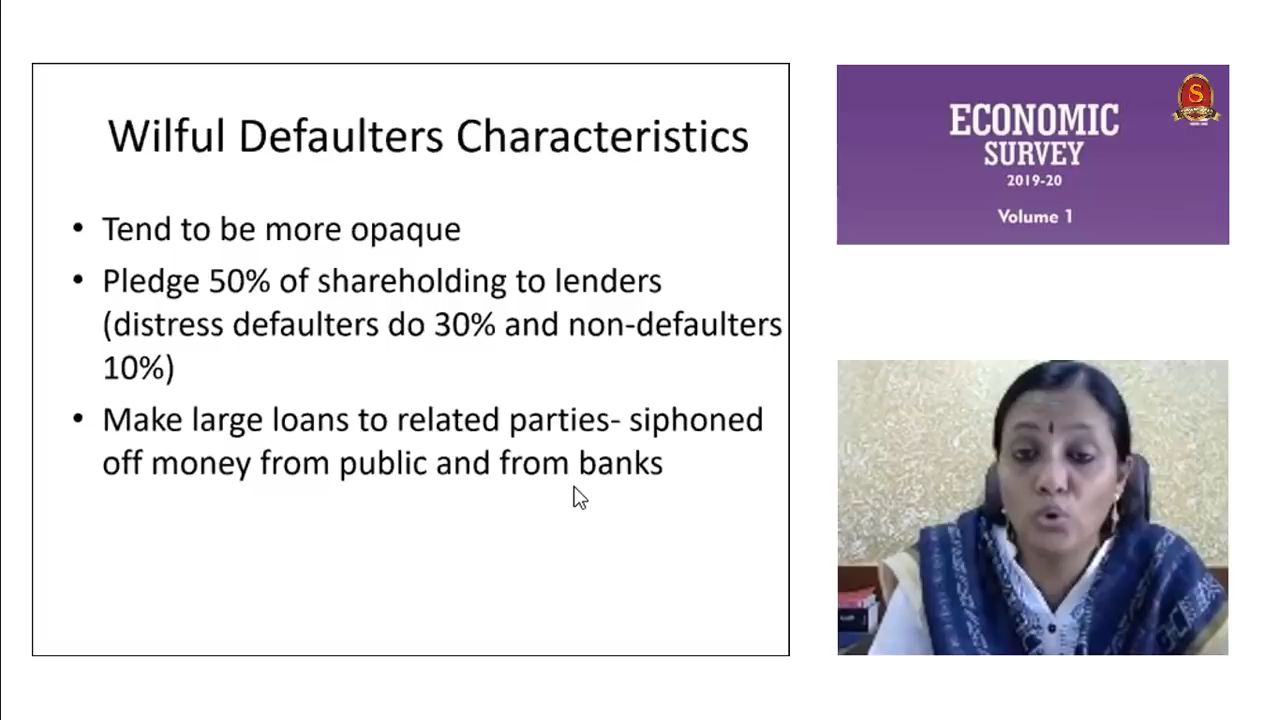 Wilful Defaulters Characteristics
• Tend to be more opaque
• Pledge 50% of shareholding to lenders
(distress defaulters do 30% and non-defaulters
10%)
• Make large loans to related parties- siphoned
off money from public and from banks
ECONOMIC
SURVEY
2019-20
Volume 1
S